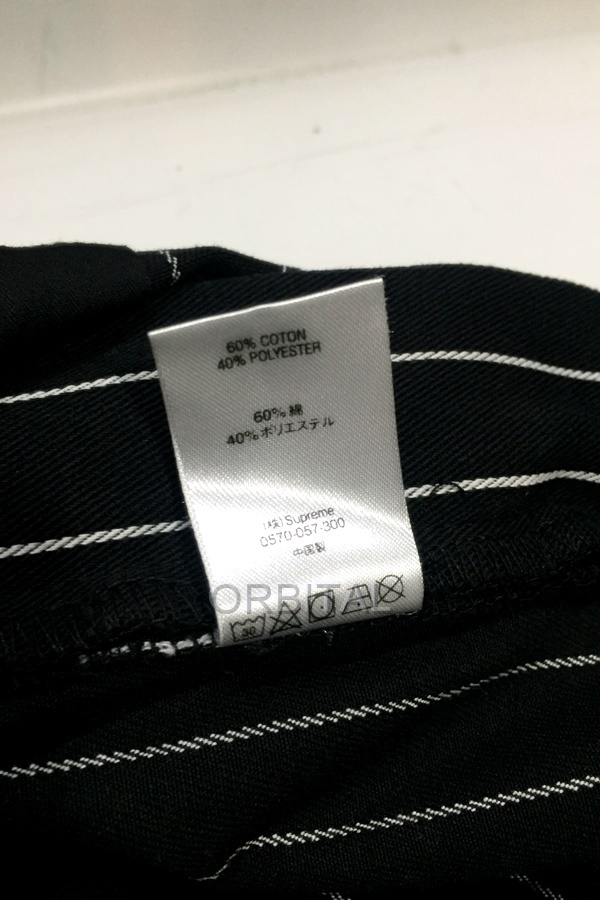 60% COTON
40% POLYESTER
60% 綿
40% ポリエステル
(株) Supreme
0570-057-300
中国製
ORRITA
30